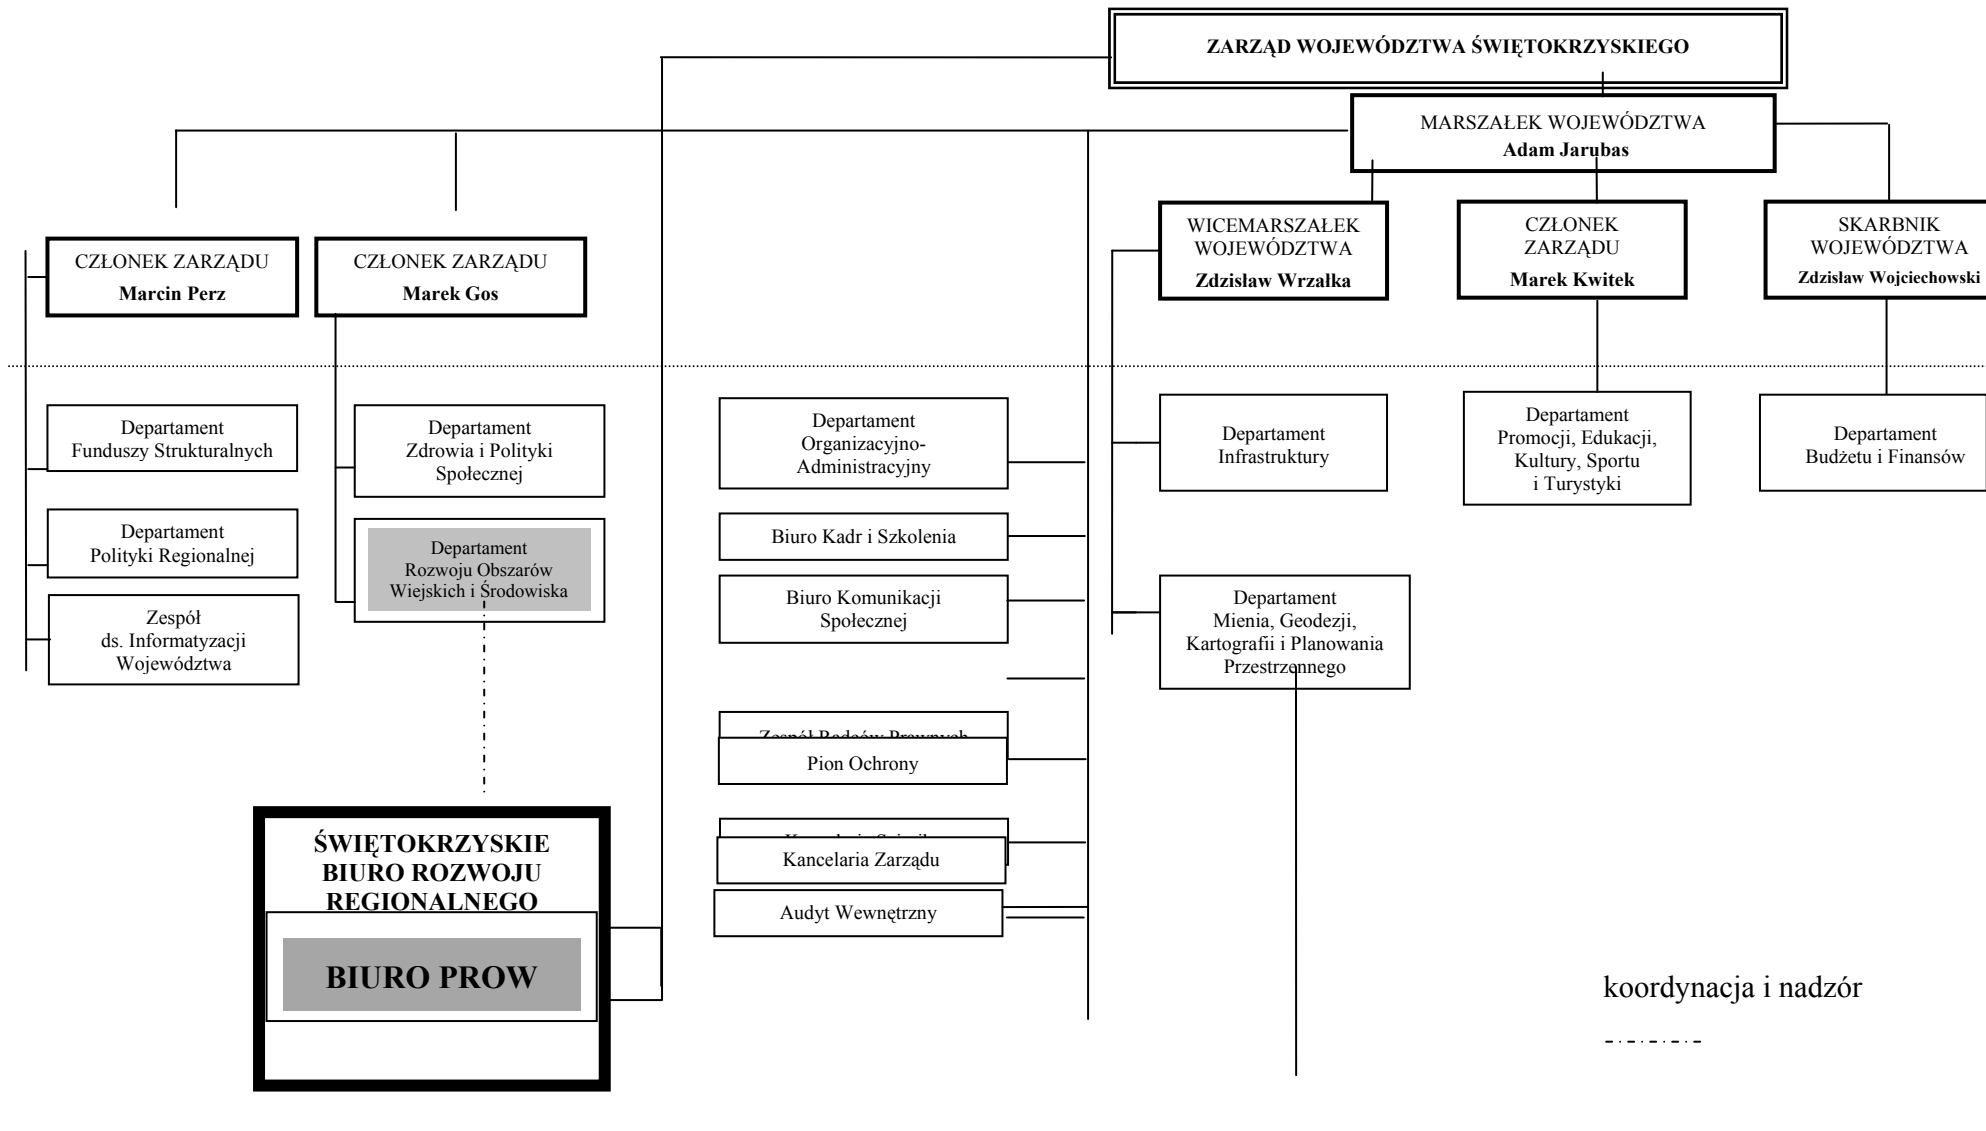 ZARZĄD WOJEWÓDZTWA ŚWIĘTOKRZYSKIEGO
MARSZAŁEK WOJEWÓDZTWA
Adam Jarubas
CZŁONEK ZARZĄDU
Marcin Perz
CZŁONEK ZARZĄDU
Marek Gos
WICEMARSZAŁEK
WOJEWÓDZTWA
Zdzisław Wrzałka
CZŁONEK
ZARZĄDU
Marek Kwitek
SKARBNIK
WOJEWÓDZTWA
Zdzisław Wojciechowski
Departament
Funduszy Strukturalnych
Departament
Polityki Regionalnej
Zespół
ds. Informatyzacji
Województwa
Departament
Zdrowia i Polityki
Społecznej
Departament
Rozwoju Obszarów
Wiejskich i Środowiska
Departament
Organizacyjno-
Administracyjny
Biuro Kadr i Szkolenia
Biuro Komunikacji
Społecznej
Zespół Radców Prawnych
Pion Ochrony
Kancelaria Zarządu
Audyt Wewnętrzny
Departament
Infrastruktury
Departament
Mienia, Geodezji,
Kartografii i Planowania
Przestrzennego
Departament
Promocji, Edukacji,
Kultury, Sportu
i Turystyki
Departament
Budżetu i Finansów
ŚWIĘTOKRZYSKIE
BIURO ROZWOJU
REGIONALNEGO
BIURO PROW
koordynacja i nadzór